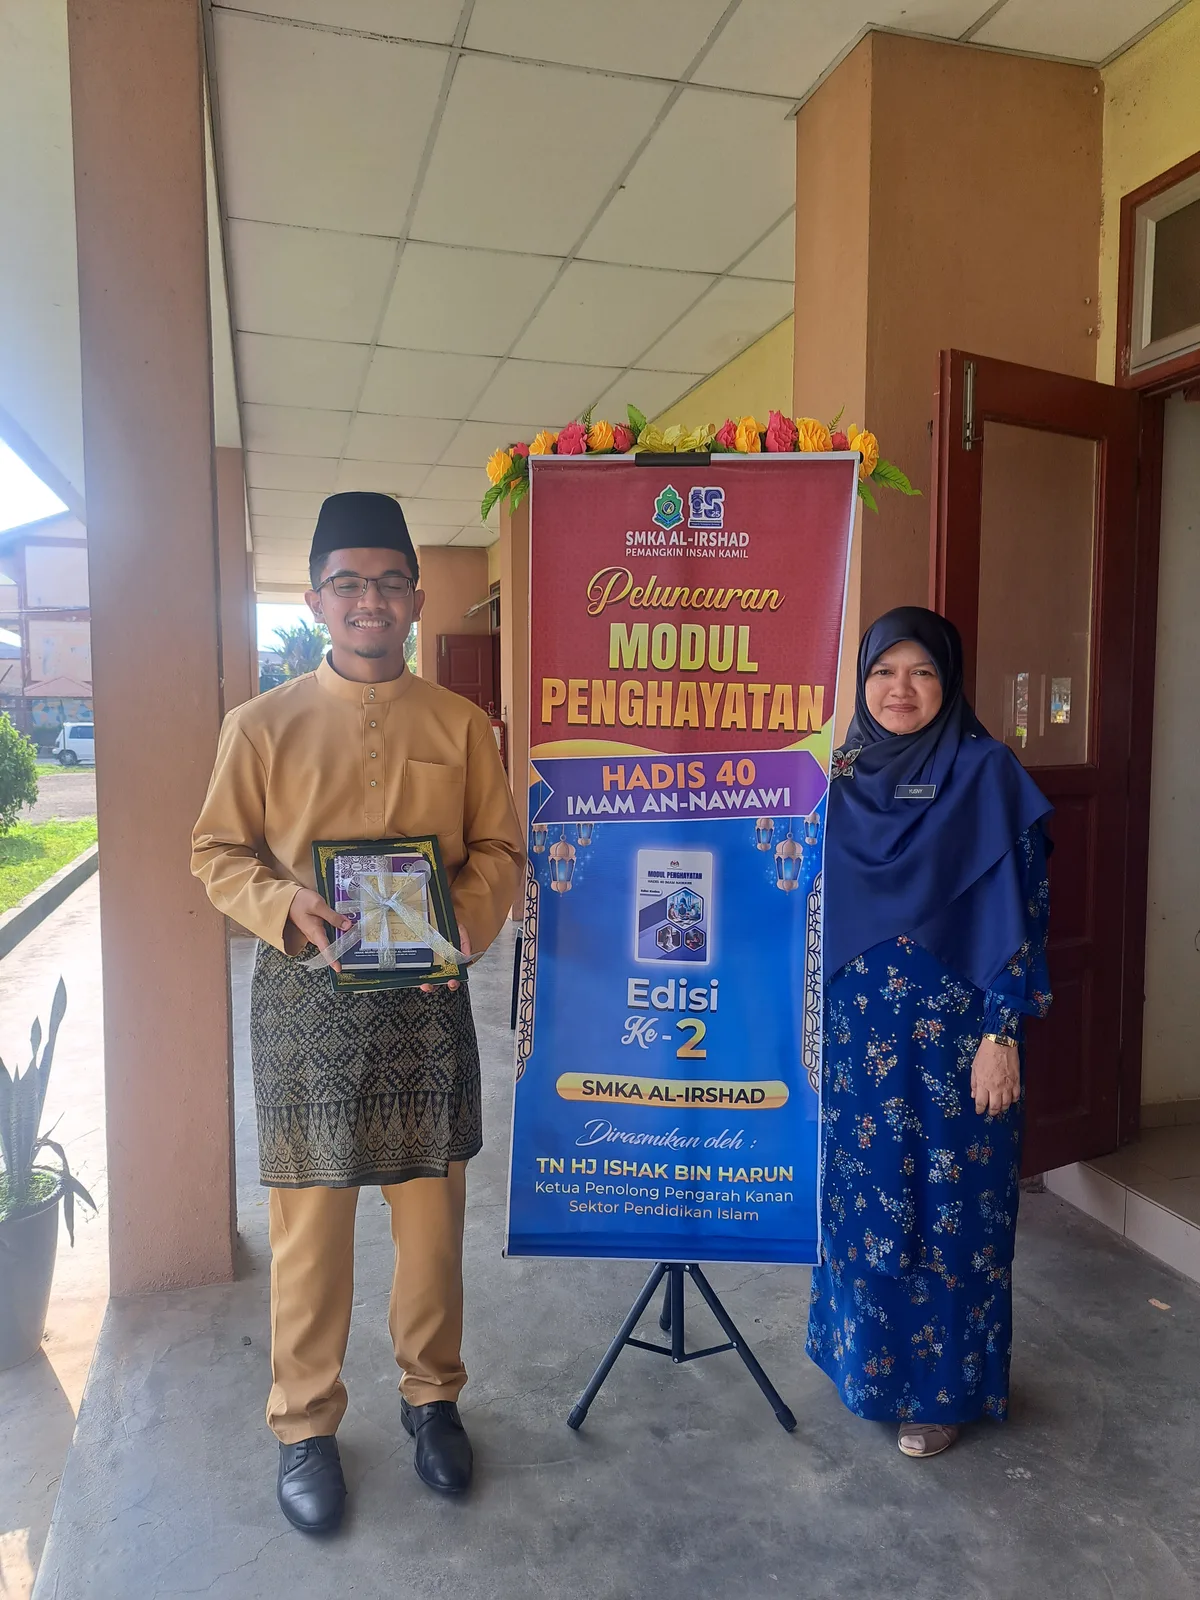 SMKA AL-IRSHAD
PEMANGKIN INSAN KAMIL
Peluncuran
MODUL
PENGHAYATAN
HADIS 40
IMAM AN-NAWAWI
MODUL PENGHAYATAN
Edisi
Ke-2
SMKA AL-IRSHAD
Dirasmikan oleh :
TN HJ ISHAK BIN HARUN
Ketua Penolong Pengarah Kanan
Sektor Pendidikan Islam